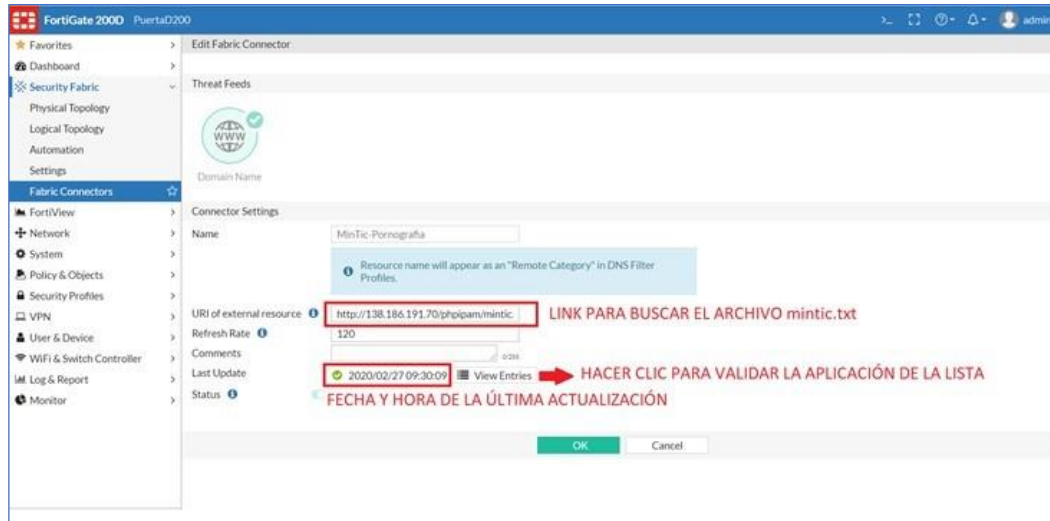 FortiGate 200D PuertaD200
admin
Favorites
Dashboard
Security Fabric
Physical Topology
Logical Topology
Automation
Settings
Fabric Connectors
FortiView
Network
System
Policy & Objects
Security Profiles
VPN
User & Device
WiFi & Switch Controller
Log & Report
Monitor
Edit Fabric Connector
Threat Feeds
WWW
Domain Name
Connector Settings
Name MinTic-Pornografia
Resource name will appear as an "Remote Category" in DNS Filter
Profiles.
URI of external resource http://138.186.191.70/phpipam/mintic. LINK PARA BUSCAR EL ARCHIVO mintic.txt
Refresh Rate 120
Comments 0/255
Last Update 2020/02/27 09:30:09 View Entries HACER CLIC PARA VALIDAR LA APLICACIÓN DE LA LISTA
Status FECHA Y HORA DE LA ÚLTIMA ACTUALIZACIÓN
OK Cancel